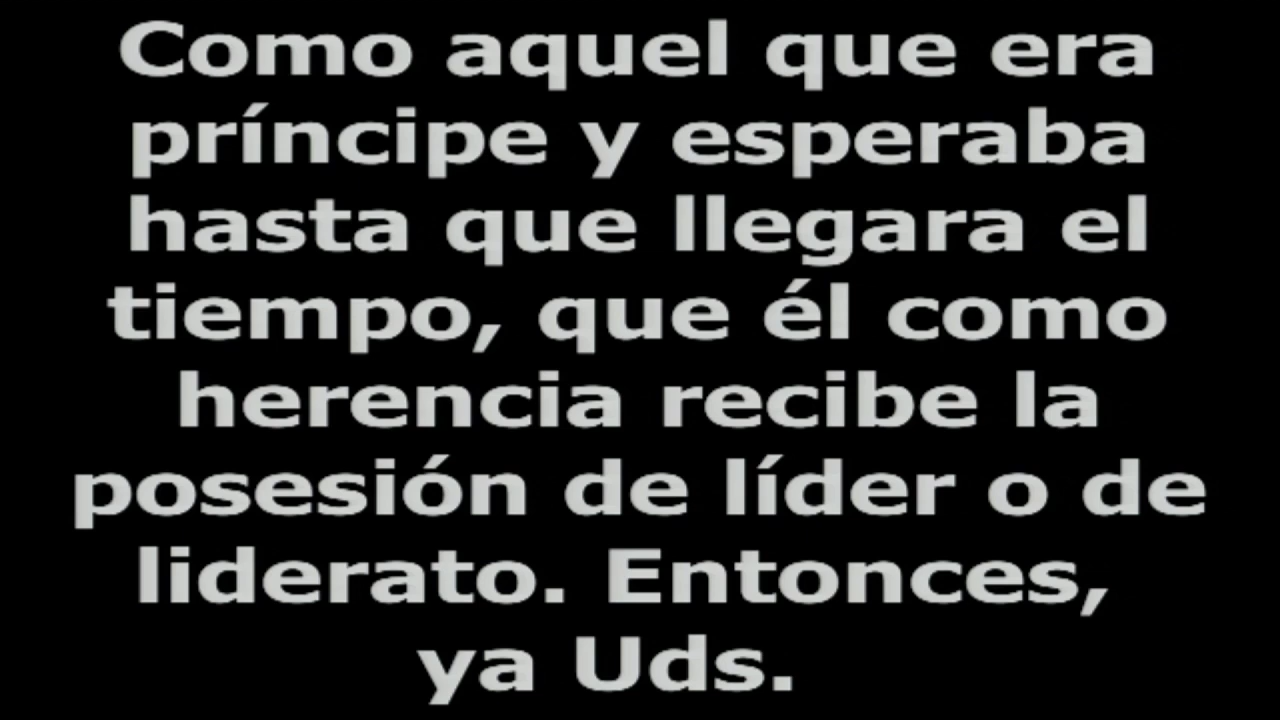 Como aquel que era
príncipe y esperaba
hasta que llegara el
tiempo, que él como
herencia recibe la
posesión de líder o de
liderato. Entonces,
ya Uds.